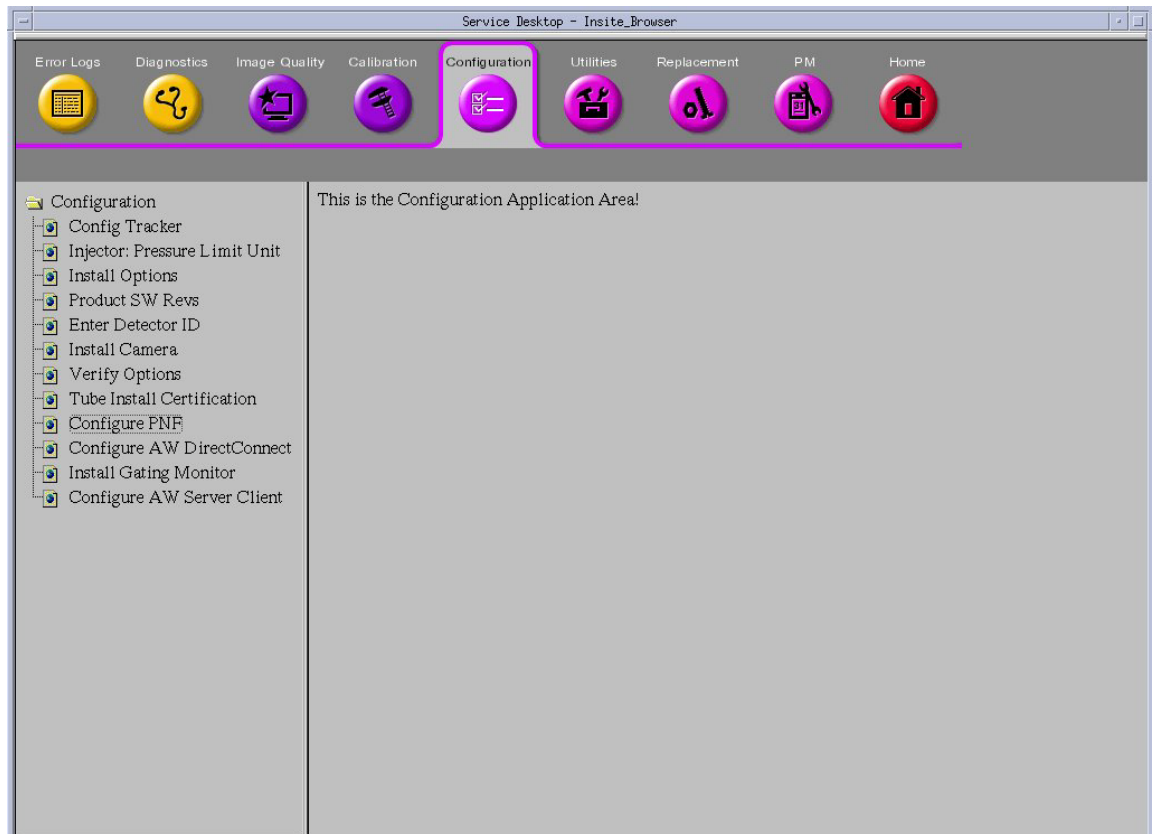 Service Desktop - Insite_Browser
Error Logs Diagnostics Image Quality Calibration Configuration Utilities Replacement PM Home
31
Configuration
Config Tracker
Injector: Pressure Limit Unit
Install Options
Product SW Revs
Enter Detector ID
Install Camera
Verify Options
Tube Install Certification
Configure PNF
Configure AW DirectConnect
Install Gating Monitor
Configure AW Server Client
This is the Configuration Application Area!